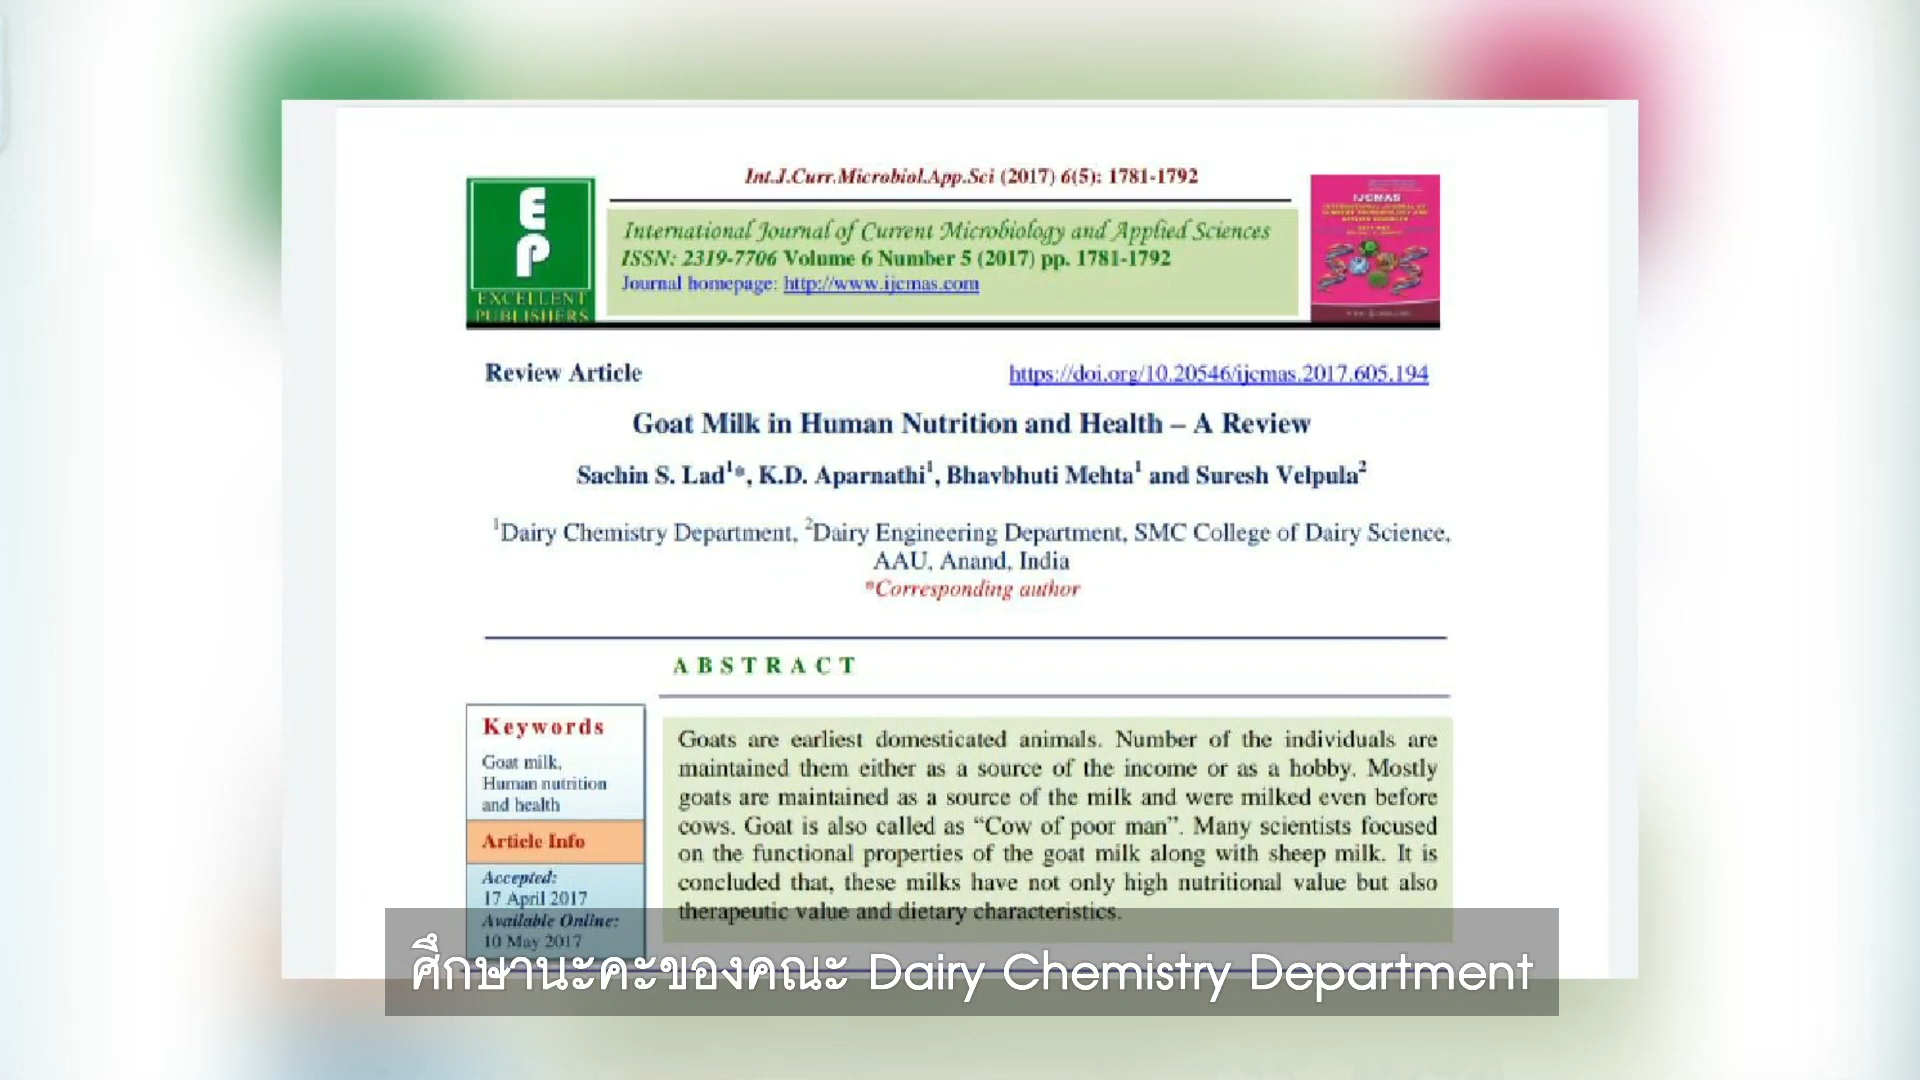 Int.J.Curr.Microbiol.App.Sci (2017) 6(5): 1781-1792
E
P
EXCELLENT
PUBLISHERS
International Journal of Current Microbiology and Applied Sciences
ISSN: 2319-7706 Volume 6 Number 5 (2017) pp. 1781-1792
Journal homepage: http://www.ijcmas.com
IJCMAS
Review Article
https://doi.org/10.20546/ijcmas.2017.605.194
Goat Milk in Human Nutrition and Health – A Review
Sachin S. Lad1*, K.D. Aparnathi1, Bhavbhuti Mehta1 and Suresh Velpula2
1Dairy Chemistry Department, 2Dairy Engineering Department, SMC College of Dairy Science,
AAU, Anand, India
*Corresponding author
ABSTRACT
Keywords
Goat milk,
Human nutrition
and health
Article Info
Accepted:
17 April 2017
Available Online:
10 May 2017
Goats are earliest domesticated animals. Number of the individuals are
maintained them either as a source of the income or as a hobby. Mostly
goats are maintained as a source of the milk and were milked even before
cows. Goat is also called as “Cow of poor man”. Many scientists focused
on the functional properties of the goat milk along with sheep milk. It is
concluded that, these milks have not only high nutritional value but also
therapeutic value and dietary characteristics.
ศึกษานะคะของคณะ Dairy Chemistry Department